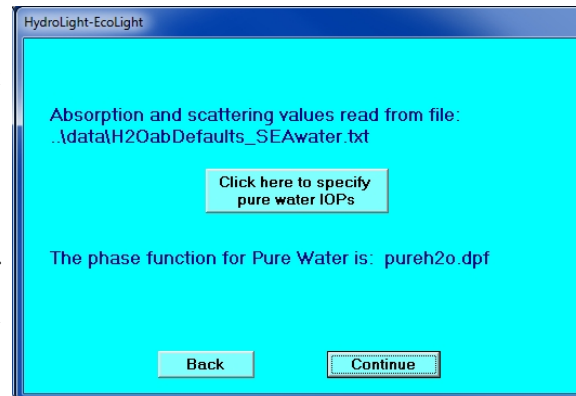 HydroLight-EcoLight
Absorption and scattering values read from file:
..\data\H2OabDefaults_SEAwater.txt
Click here to specify
pure water IOPs
The phase function for Pure Water is:  pureh2o.dpf
Back
Continue